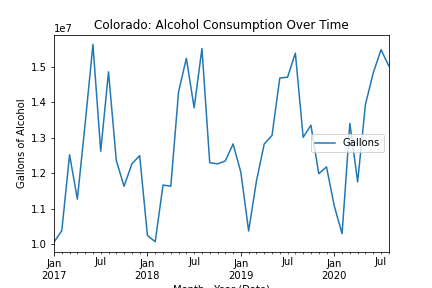 Colorado: Alcohol Consumption Over Time
1e7
1.5
1.4
1.3
1.2
1.1
1.0
Gallons of Alcohol
Gallons
Jan Jul Jan Jul Jan Jul Jan Jul
2017 2018 2019 2020
Month - Year (Date)